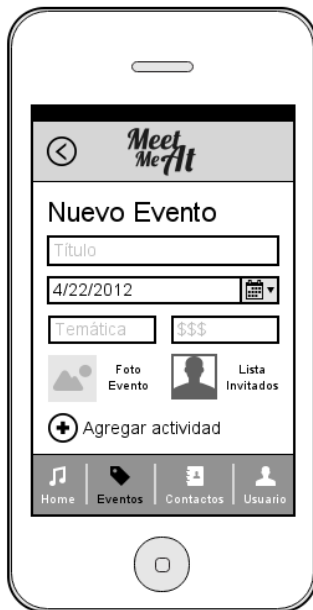 Meet
Me At
Nuevo Evento
Título
4/22/2012
Temática
$$$
Foto
Evento
Lista
Invitados
Agregar actividad
Home
Eventos
Contactos
Usuario